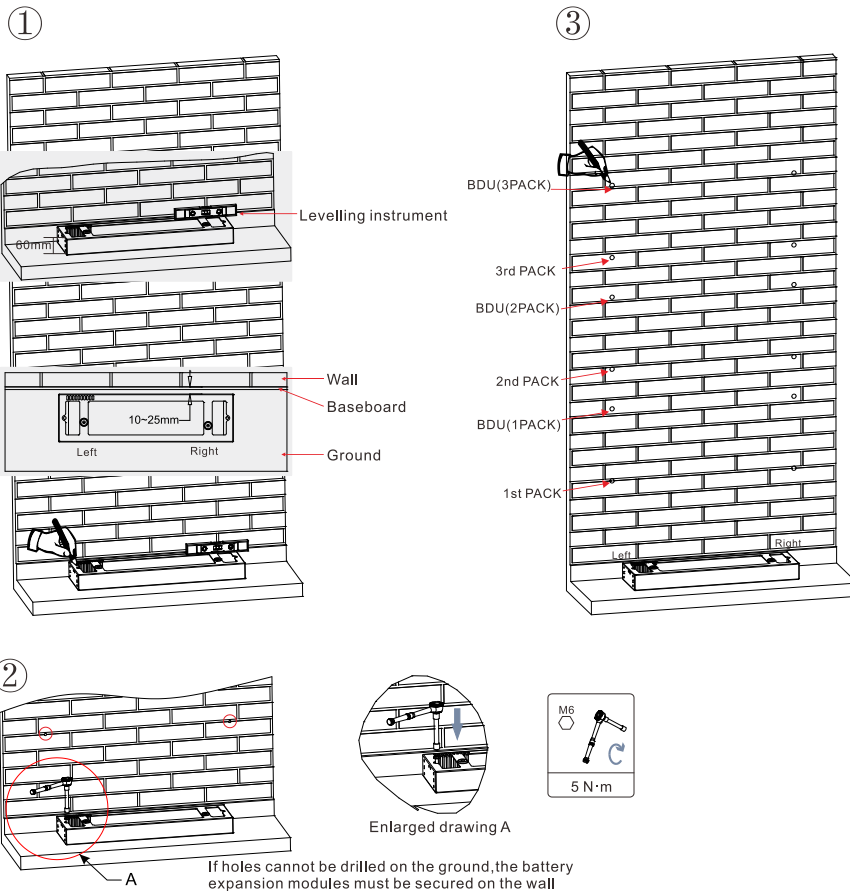 ①
Levelling instrument
60mm
Wall
Baseboard
10~25mm
Left
Right
Ground
③
BDU(3PACK)
3rd PACK
BDU(2PACK)
2nd PACK
BDU(1PACK)
1st PACK
Left
Right
②
A
Enlarged drawing A
M6
5 N·m
If holes cannot be drilled on the ground,the battery
expansion modules must be secured on the wall